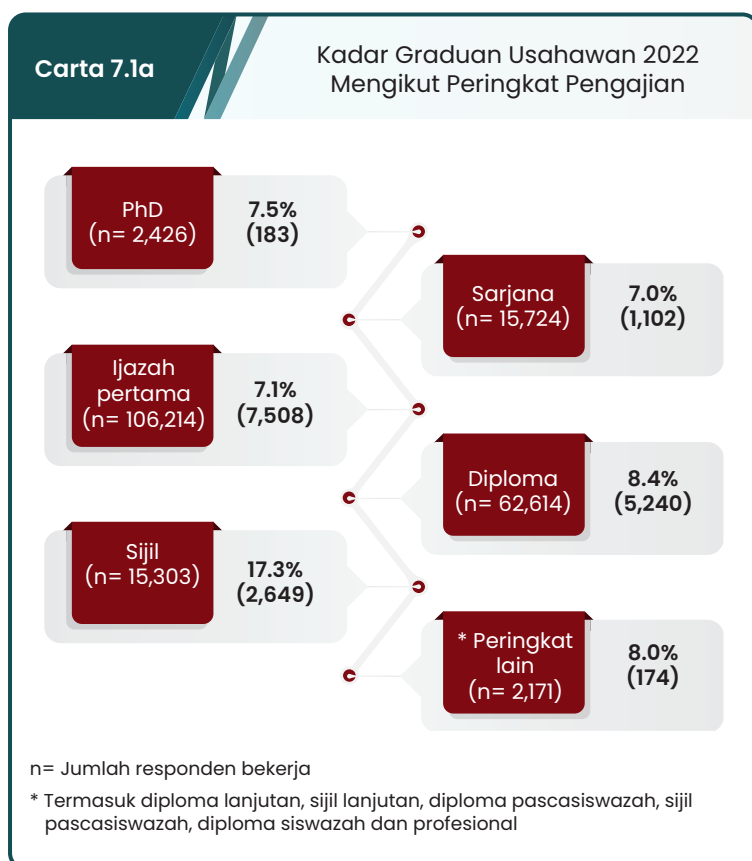 Carta 7.1a
Kadar Graduan Usahawan 2022
Mengikut Peringkat Pengajian
PhD
(n= 2,426)
7.5%
(183)
Sarjana
(n= 15,724)
7.0%
(1,102)
Ijazah
pertama
(n= 106,214)
7.1%
(7,508)
Diploma
(n= 62,614)
8.4%
(5,240)
Sijil
(n= 15,303)
17.3%
(2,649)
* Peringkat
lain
(n= 2,171)
8.0%
(174)
n= Jumlah responden bekerja
* Termasuk diploma lanjutan, sijil lanjutan, diploma pascasiswazah, sijil
pascasiswazah, diploma siswazah dan profesional